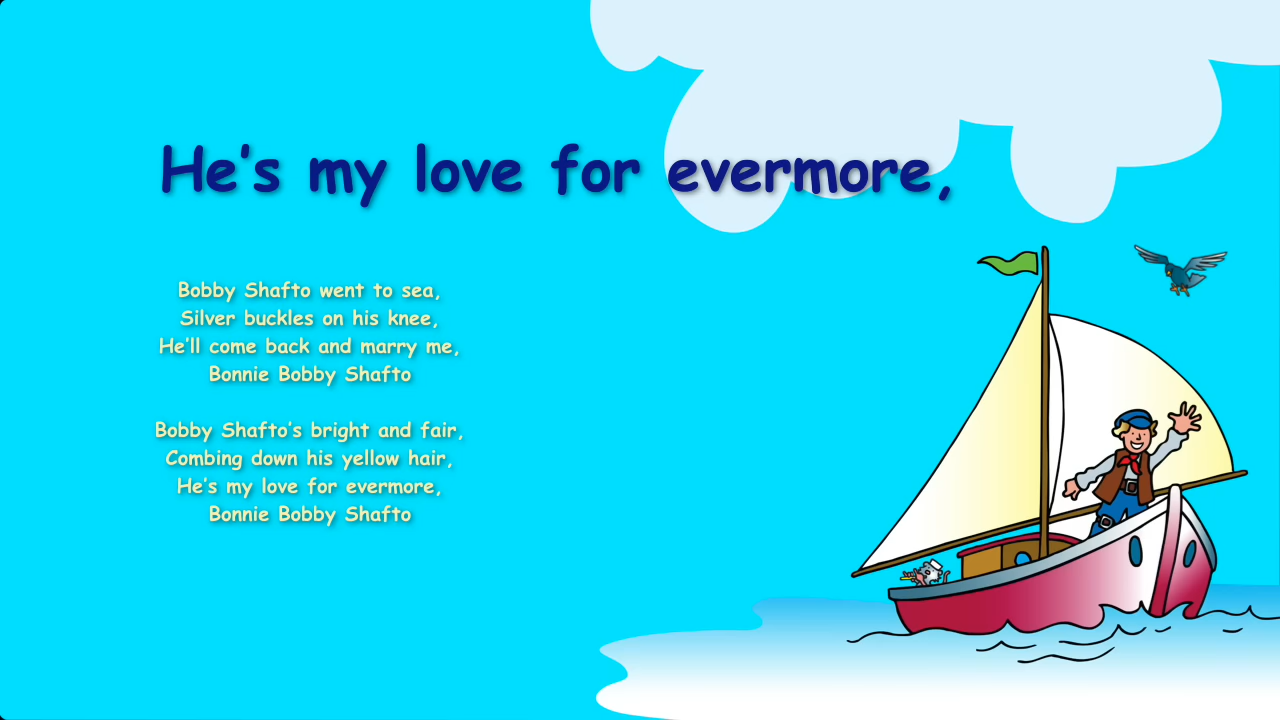 He's my love for evermore,
Bobby Shafto went to sea,
Silver buckles on his knee,
He'll come back and marry me,
Bonnie Bobby Shafto
Bobby Shafto's bright and fair,
Combing down his yellow hair,
He's my love for evermore,
Bonnie Bobby Shafto